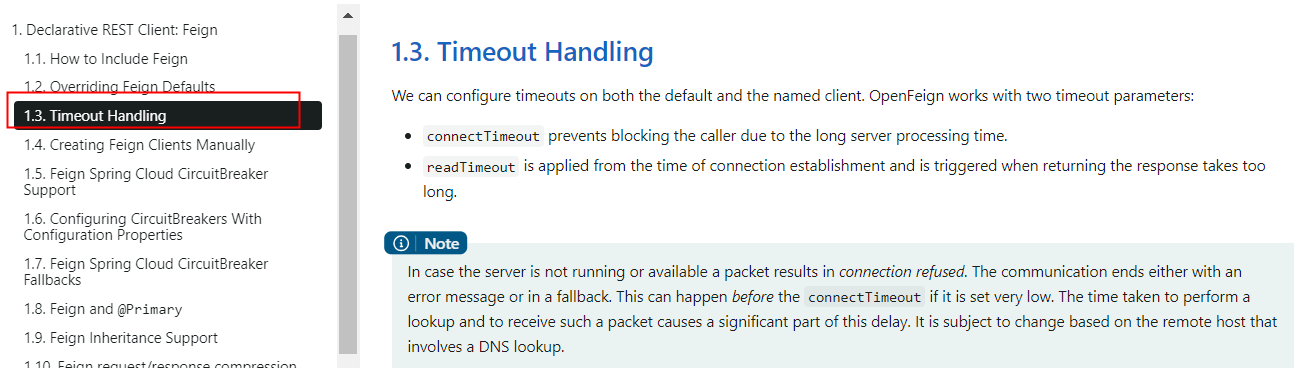 1. Declarative REST Client: Feign
1.1. How to Include Feign
1.2. Overriding Feign Defaults
1.3. Timeout Handling
1.4. Creating Feign Clients Manually
1.5. Feign Spring Cloud CircuitBreaker
Support
1.6. Configuring CircuitBreakers With
Configuration Properties
1.7. Feign Spring Cloud CircuitBreaker
Fallbacks
1.8. Feign and @Primary
1.9. Feign Inheritance Support
1.10. Feign request/response compression
1.3. Timeout Handling
We can configure timeouts on both the default and the named client. OpenFeign works with two timeout parameters:
• connectTimeout prevents blocking the caller due to the long server processing time.
• readTimeout is applied from the time of connection establishment and is triggered when returning the response takes too
long.
Note
In case the server is not running or available a packet results in connection refused. The communication ends either with an
error message or in a fallback. This can happen before the connectTimeout if it is set very low. The time taken to perform a
lookup and to receive such a packet causes a significant part of this delay. It is subject to change based on the remote host that
involves a DNS lookup.